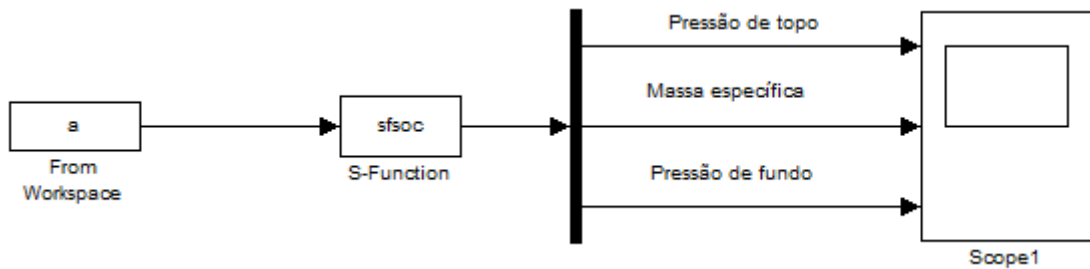 Pressão de topo
Massa específica
a
sfsoc
From
Workspace
S-Function
Pressão de fundo
Scope1